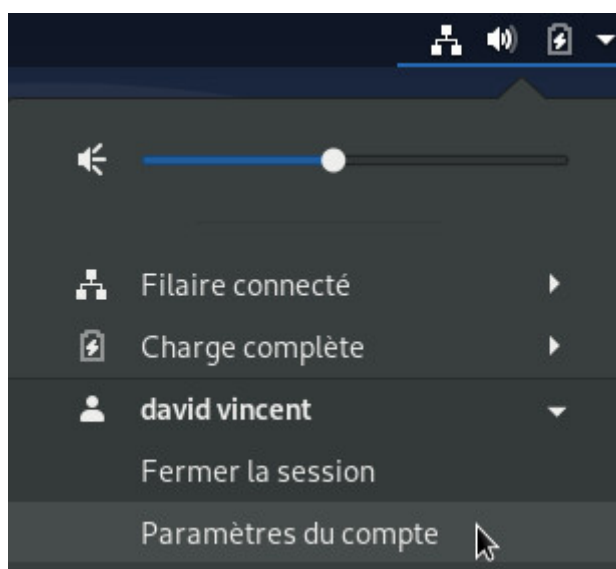 Filaire connecté
Charge complète
david vincent
Fermer la session
Paramètres du compte